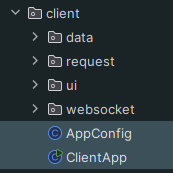 client
data
request
ui
websocket
AppConfig
ClientApp